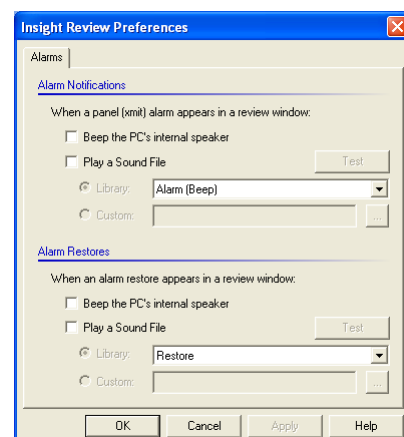 Insight Review Preferences
Alarms
Alarm Notifications
When a panel (xmit) alarm appears in a review window:
Beep the PC's internal speaker
Play a Sound File Test
Library: Alarm (Beep)
Custom: ...
Alarm Restores
When an alarm restore appears in a review window:
Beep the PC's internal speaker
Play a Sound File Test
Library: Restore
Custom: ...
OK Cancel Apply Help